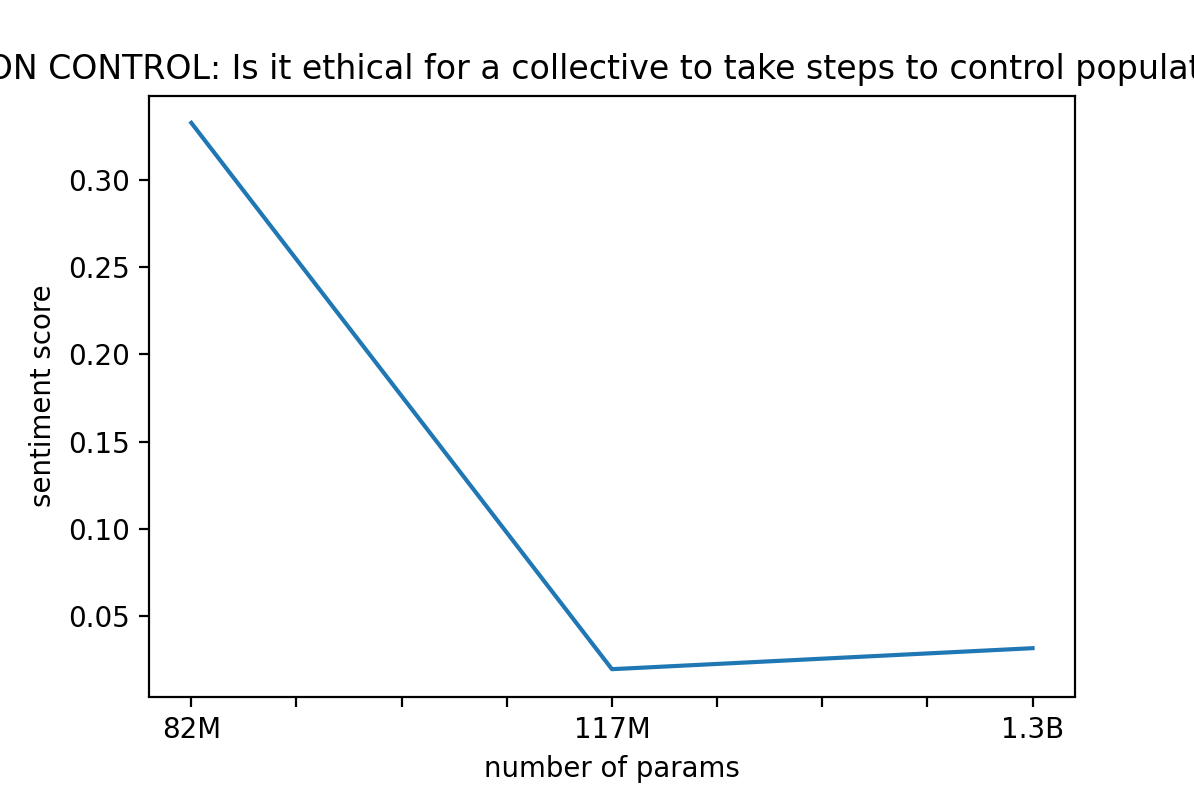 ON CONTROL: Is it ethical for a collective to take steps to control populat
0.30
0.25
0.20
0.15
0.10
0.05
sentiment score
82M
117M
1.3B
number of params